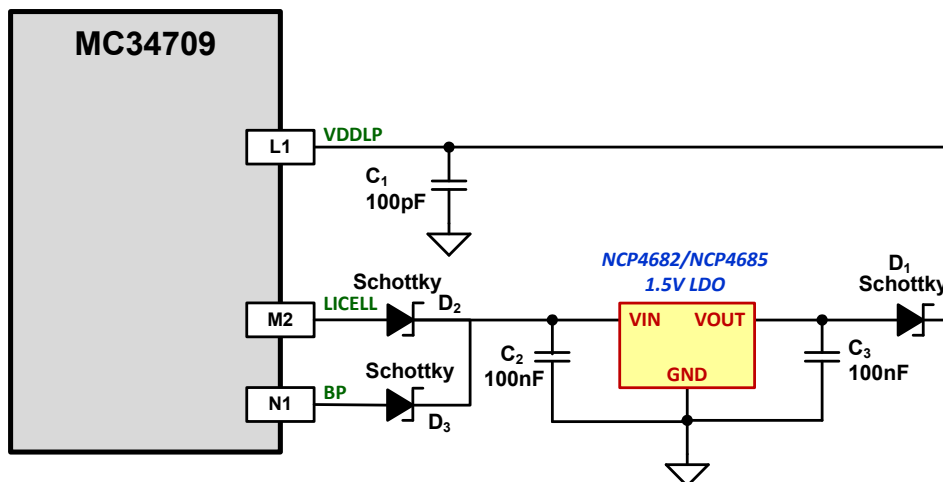 MC34709
L1
VDDLP
C1
100pF
NCP4682/NCP4685
1.5V LDO
D1
Schottky
Schottky
LICELL
D2
M2
VIN
VOUT
C2
100nF
C3
100nF
Schottky
GND
BP
N1
D3